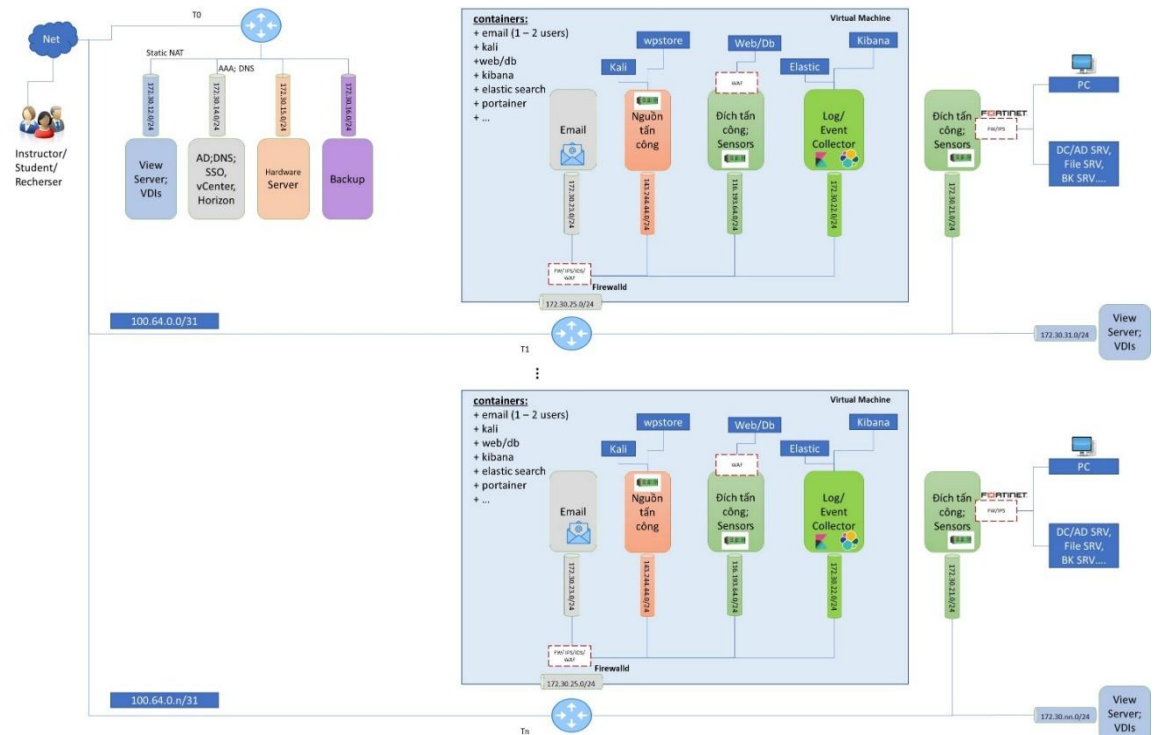 T0
Net
Static NAT
AAA; DNS
172.30.12.0/24
172.30.14.0/24
172.30.15.0/24
172.30.16.0/24
Instructor/
Student/
Recherser
View
Server;
VDIs
AD;DNS;
SSO,
vCenter,
Horizon
Hardware
Server
Backup
containers:
+ email (1 – 2 users)
+ kali
+web/db
+ kibana
+ elastic search
+ portainer
+ ...
Virtual Machine
wpstore
Web/Db
Kibana
Kali
WAF
Elastic
Email
Nguồn
tấn
công
Đích tấn
công;
Sensors
Log/
Event
Collector
172.30.23.0/24
143.244.44.0/24
116.193.64.0/24
172.30.22.0/24
FW/ IPS/IDS/
WAF
Firewalld
172.30.25.0/24
Đích tấn
công;
Sensors
172.30.21.0/24
FORTINET
FW/IPS
PC
DC/AD SRV,
File SRV,
BK SRV....
100.64.0.0/31
T1
172.30.31.0/24
View
Server;
VDIs
⋮
containers:
+ email (1 – 2 users)
+ kali
+ web/db
+ kibana
+ elastic search
+ portainer
+ ...
Virtual Machine
wpstore
Web/Db
Kibana
Kali
WAF
Elastic
Email
Nguồn
tấn
công
Đích tấn
công;
Sensors
Log/
Event
Collector
172.30.23.0/24
143.244.44.0/24
116.193.64.0/24
172.30.22.0/24
FW/ IPS/IDS/
WAF
Firewalld
172.30.25.0/24
Đích tấn
công;
Sensors
172.30.21.0/24
FORTINET
FW/IPS
PC
DC/AD SRV,
File SRV,
BK SRV....
100.64.0.n/31
Tn
172.30.nn.0/24
View
Server;
VDIs